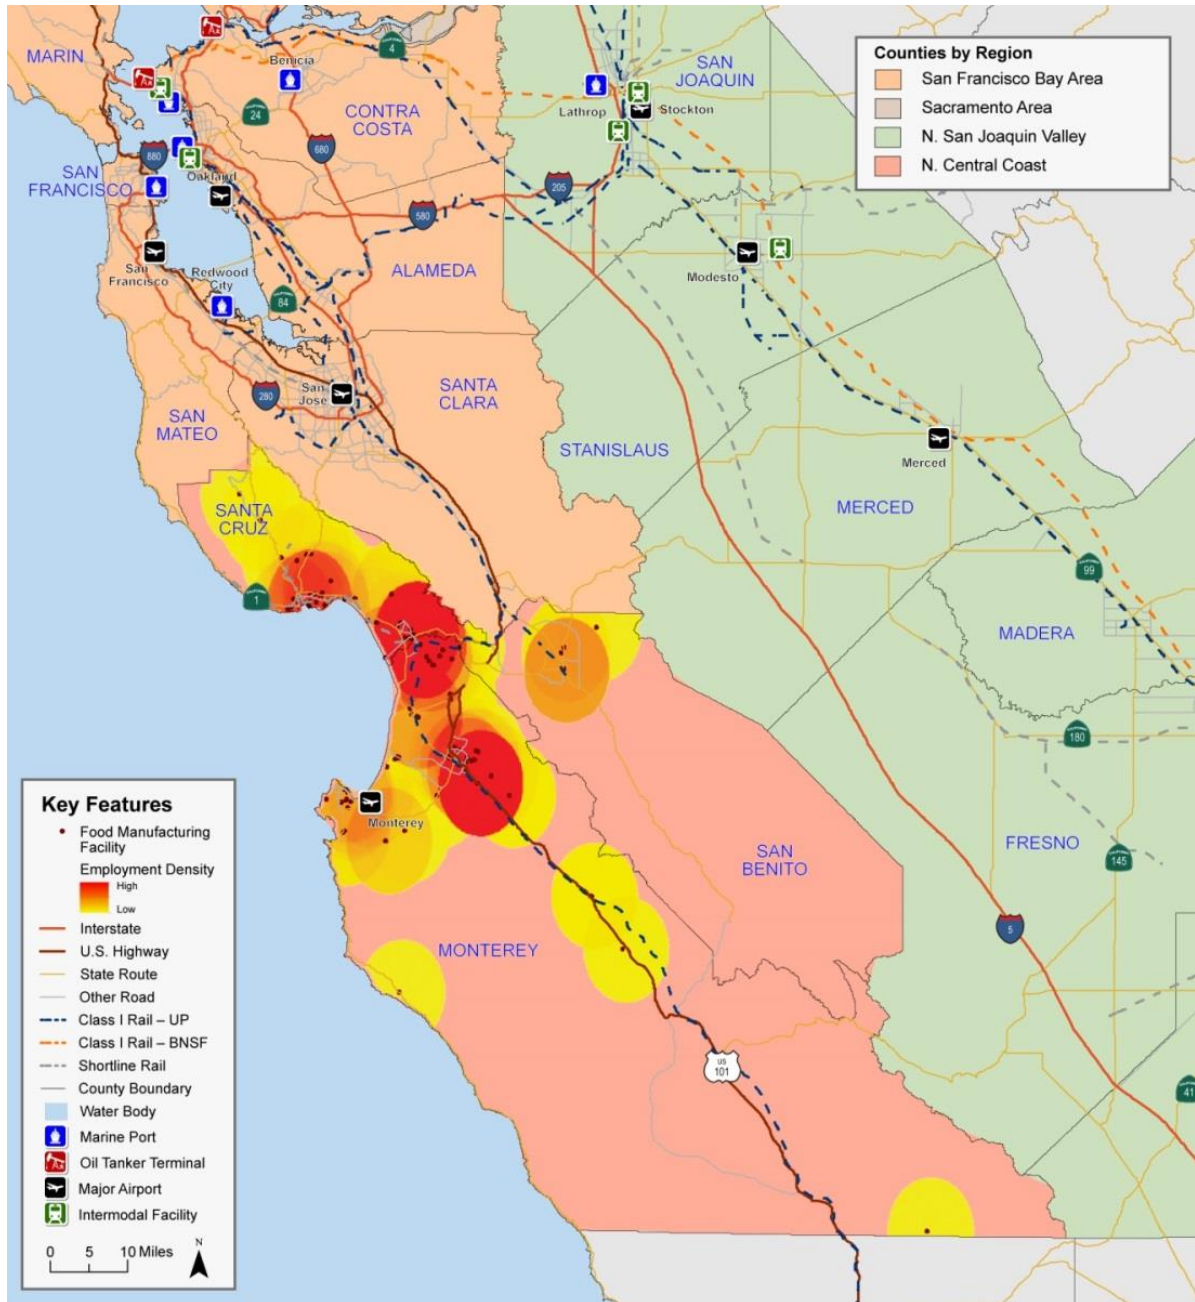 MARIN
Benicia
4
SAN
JOAQUIN
Counties by Region
San Francisco Bay Area
Sacramento Area
N. San Joaquin Valley
N. Central Coast
24
CONTRA
COSTA
Lathrop
Stockton
680
880
SAN
FRANCISCO
Oakland
205
580
San
Francisco
Redwood
City
ALAMEDA
84
Modesto
SANTA
CLARA
San
Jose
280
SAN
MATEO
STANISLAUS
Merced
MERCED
SANTA
CRUZ
1
99
MADERA
180
Monterey
SAN
BENITO
FRESNO
145
MONTEREY
5
US
101
41
Key Features
Food Manufacturing
Facility
Employment Density
High
Low
Interstate
U.S. Highway
State Route
Other Road
Class I Rail – UP
Class I Rail – BNSF
Shortline Rail
County Boundary
Water Body
Marine Port
Oil Tanker Terminal
Major Airport
Intermodal Facility
0 5 10 Miles
N